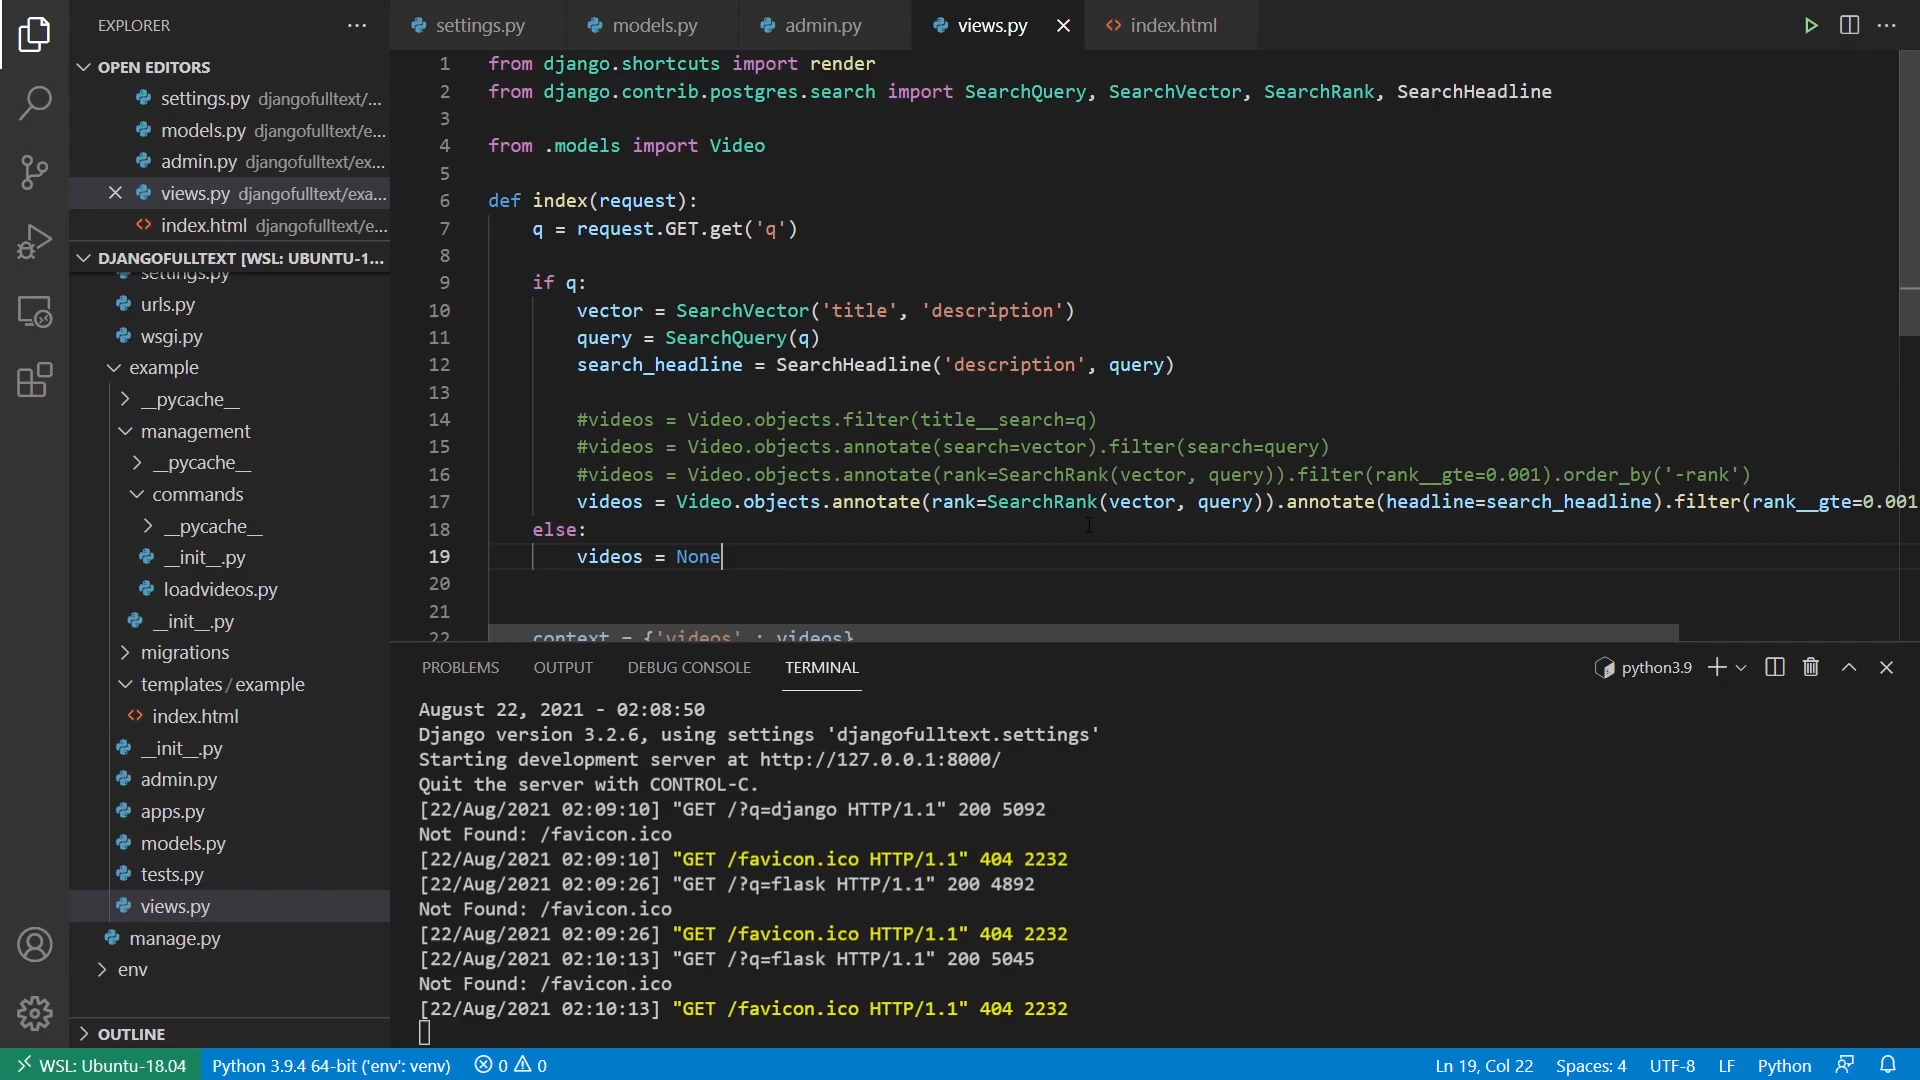 EXPLORER
settings.py
models.py
admin.py
views.py
index.html
OPEN EDITORS
settings.py djangofulltext/...
models.py djangofulltext/e...
admin.py djangofulltext/ex...
views.py djangofulltext/exa...
index.html djangofulltext/e...
DJANGOFULLTEXT [WSL: UBUNTU-1...
settings.py
urls.py
wsgi.py
example
__pycache__
management
__pycache__
commands
__pycache__
__init__.py
loadvideos.py
__init__.py
migrations
templates/example
index.html
__init__.py
admin.py
apps.py
models.py
tests.py
views.py
manage.py
env
OUTLINE
1 from django.shortcuts import render
2 from django.contrib.postgres.search import SearchQuery, SearchVector, SearchRank, SearchHeadline
3
4 from .models import Video
5
6 def index(request):
7 q = request.GET.get('q')
8
9 if q:
10 vector = SearchVector('title', 'description')
11 query = SearchQuery(q)
12 search_headline = SearchHeadline('description', query)
13
14 #videos = Video.objects.filter(title__search=q)
15 #videos = Video.objects.annotate(search=vector).filter(search=query)
16 #videos = Video.objects.annotate(rank=SearchRank(vector, query)).filter(rank__gte=0.001).order_by('-rank')
17 videos = Video.objects.annotate(rank=SearchRank(vector, query)).annotate(headline=search_headline).filter(rank__gte=0.001
18 else:
19 videos = None
20
21
22 context = {'videos' : videos}
PROBLEMS OUTPUT DEBUG CONSOLE TERMINAL
python3.9
August 22, 2021 - 02:08:50
Django version 3.2.6, using settings 'djangofulltext.settings'
Starting development server at http://127.0.0.1:8000/
Quit the server with CONTROL-C.
[22/Aug/2021 02:09:10] "GET /?q=django HTTP/1.1" 200 5092
Not Found: /favicon.ico
[22/Aug/2021 02:09:10] "GET /favicon.ico HTTP/1.1" 404 2232
[22/Aug/2021 02:09:26] "GET /?q=flask HTTP/1.1" 200 4892
Not Found: /favicon.ico
[22/Aug/2021 02:09:26] "GET /favicon.ico HTTP/1.1" 404 2232
[22/Aug/2021 02:10:13] "GET /?q=flask HTTP/1.1" 200 5045
Not Found: /favicon.ico
[22/Aug/2021 02:10:13] "GET /favicon.ico HTTP/1.1" 404 2232
WSL: Ubuntu-18.04 Python 3.9.4 64-bit ('env': venv) 0 0 Ln 19, Col 22 Spaces: 4 UTF-8 LF Python